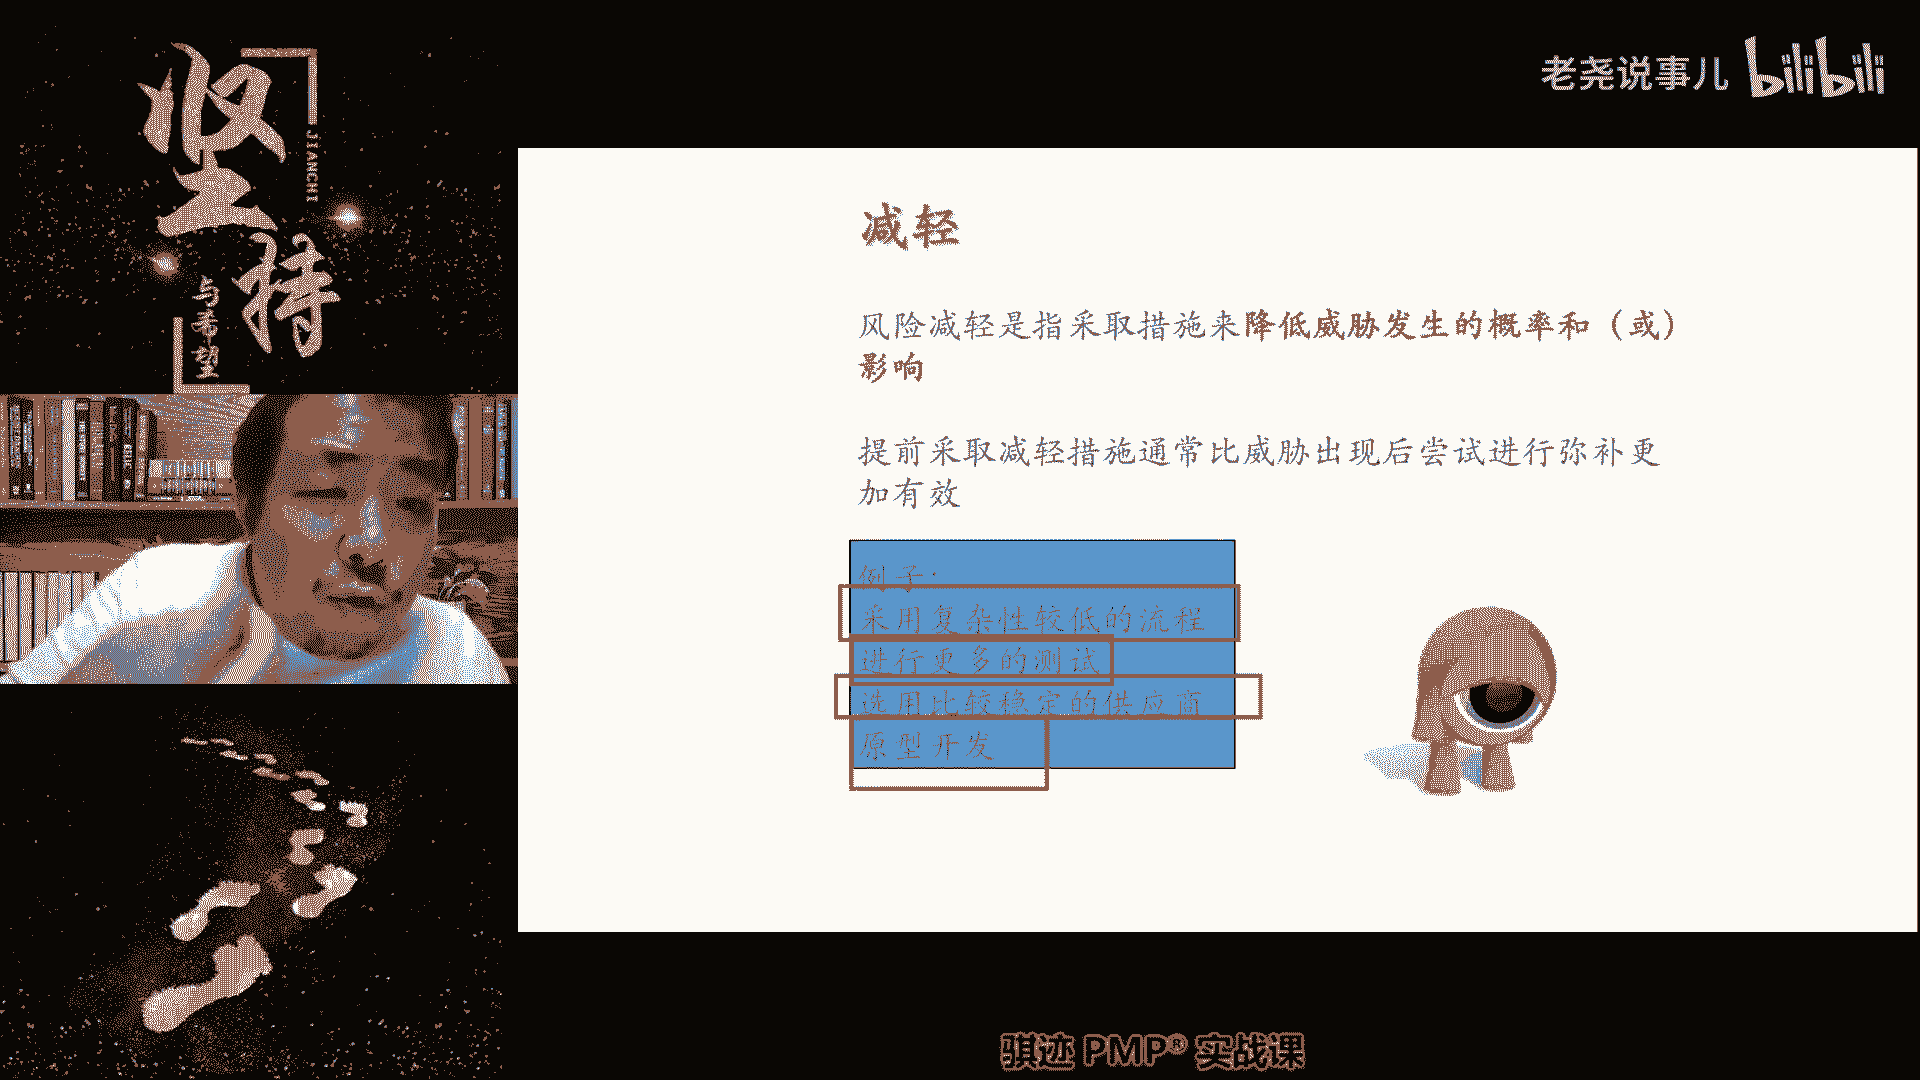 坚持
JIANCHI
与希望
老尧说事儿 bilibili
减轻
风险减轻是指采取措施来降低威胁发生的概率和（或）
影响
提前采取减轻措施通常比威胁出现后尝试进行弥补更
加有效
例子：
采用复杂性较低的流程
进行更多的测试
选用比较稳定的供应商
原型开发
骐迹 PMP® 实战课